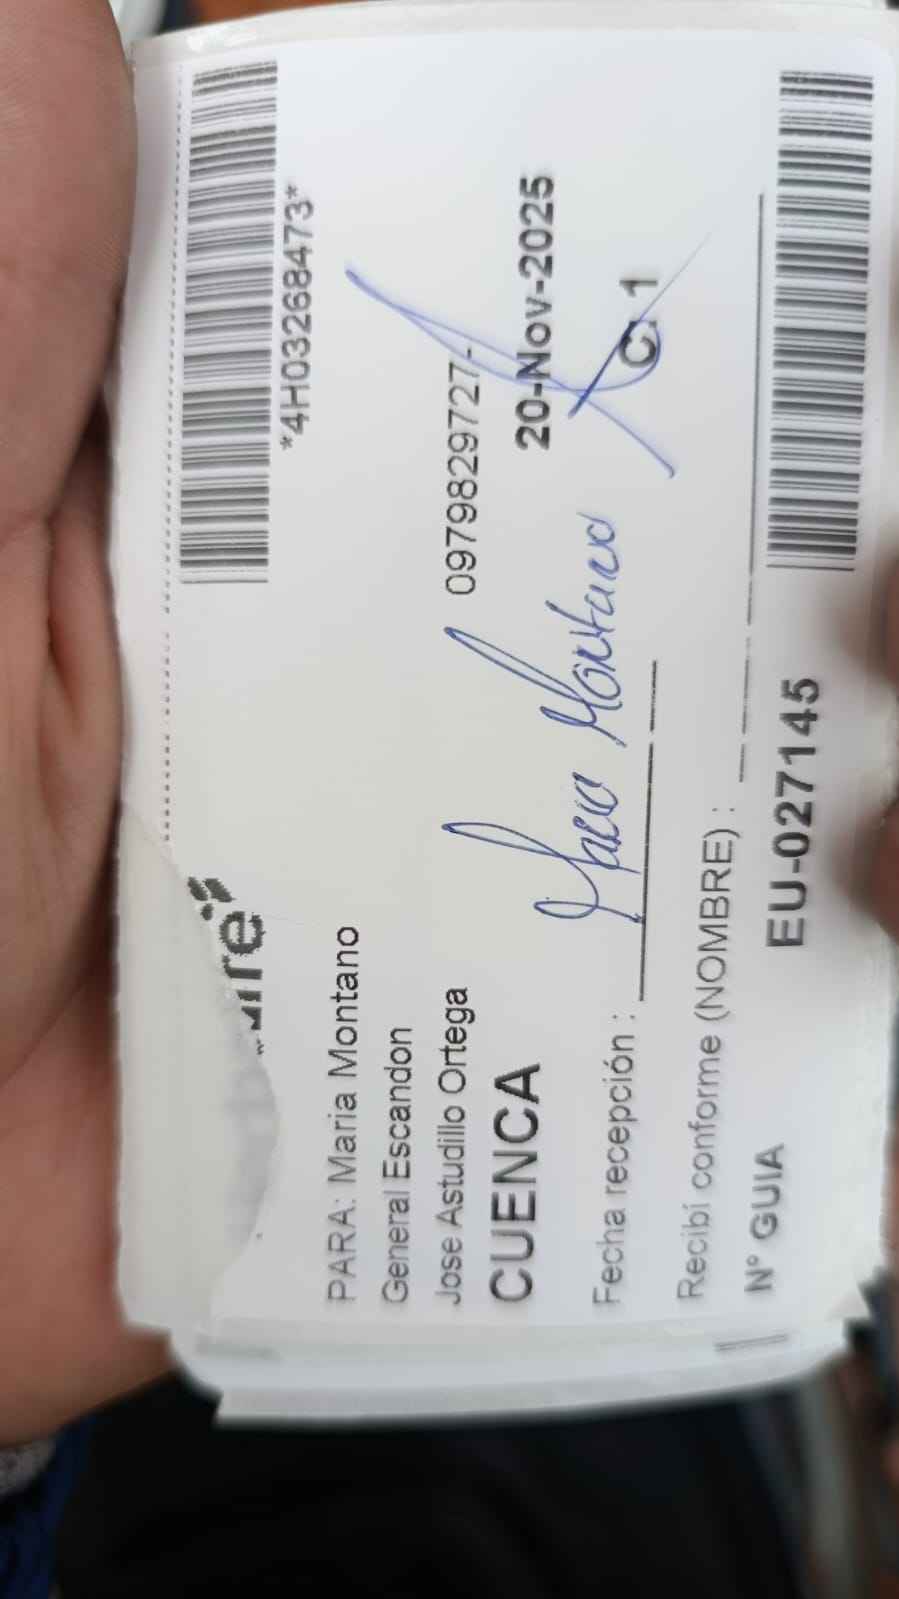 *4H03268473*
PARA: Maria Montano
General Escandon
Jose Astudillo Ortega 0979829727-
CUENCA 20-Nov-2025
Fecha recepción : Maria Montano C. 1
Recibí conforme (NOMBRE) :
N° GUIA EU-027145